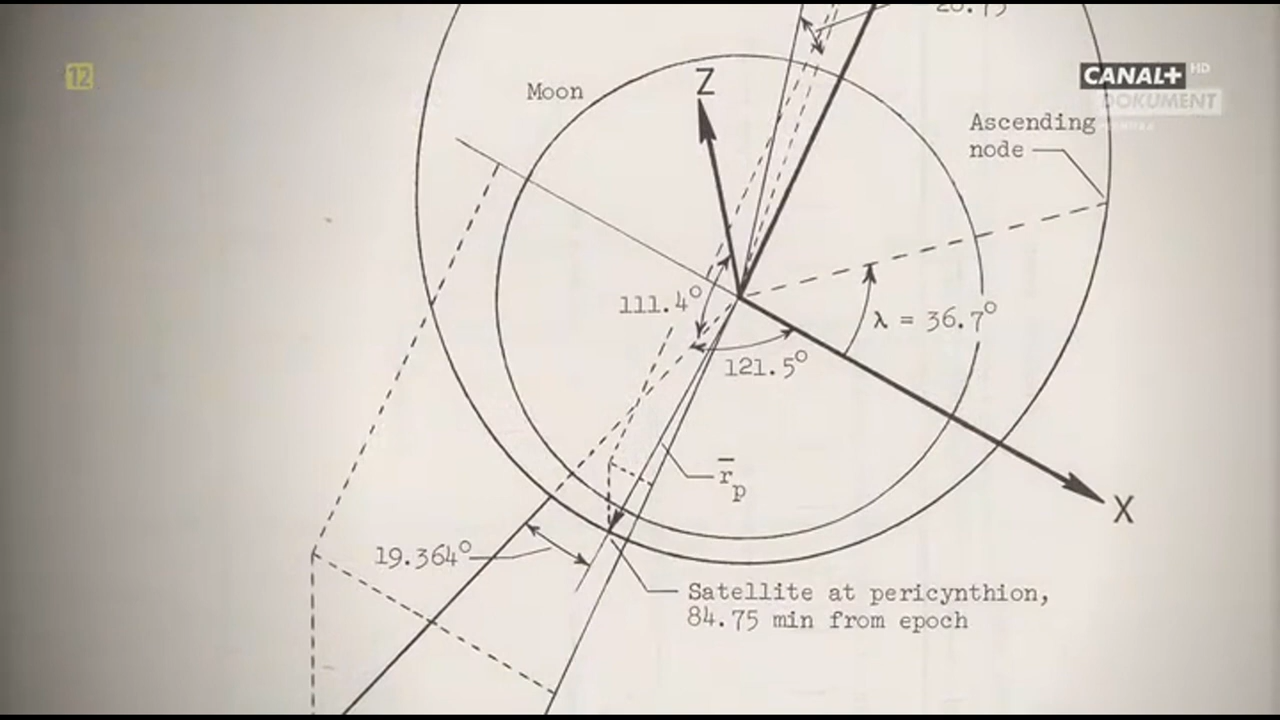 12
CANAL+ HD
DOKUMENT
Moon
Z
Ascending
node
111.4°
λ = 36.7°
121.5°
r̅p
X
19.364°
Satellite at pericynthion,
84.75 min from epoch